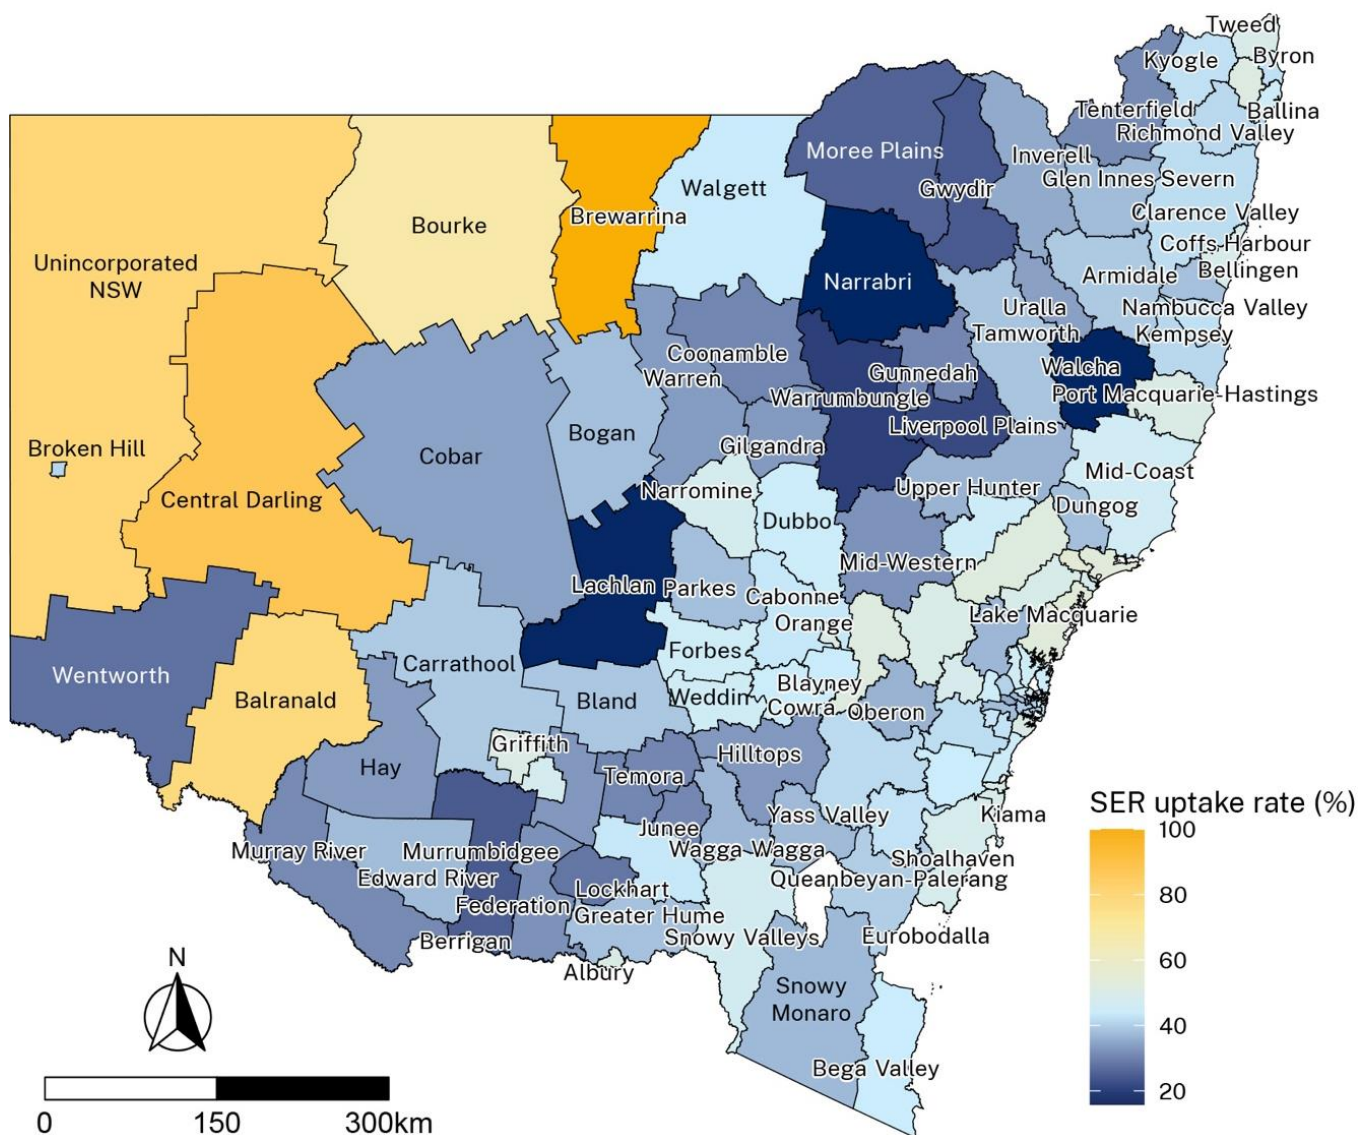 Tweed
Kyogle
Byron
Tenterfield
Ballina
Richmond Valley
Moree Plains
Inverell
Glen Innes Severn
Gwydir
Walgett
Brewarrina
Bourke
Clarence Valley
Coffs Harbour
Bellingen
Unincorporated
NSW
Armidale
Narrabri
Uralla
Nambucca Valley
Tamworth
Kempsey
Coonamble
Warren
Gunnedah
Walcha
Port Macquarie-Hastings
Warrumbungle
Liverpool Plains
Bogan
Gilgandra
Broken Hill
Cobar
Mid-Coast
Central Darling
Narromine
Upper Hunter
Dungog
Dubbo
Mid-Western
Lachlan
Parkes
Cabonne
Orange
Lake Macquarie
Forbes
Carrathool
Wentworth
Balranald
Bland
Weddin
Blayney
Cowra
Oberon
Griffith
Hilltops
Temora
Hay
Yass Valley
Kiama
Junee
Wagga Wagga
Murray River
Murrumbidgee
Shoalhaven
Edward River
Queanbeyan-Palerang
Lockhart
Federation
Greater Hume
Snowy Valleys
Eurobodalla
Berrigan
Albury
Snowy
Monaro
Bega Valley
SER uptake rate (%)
100
80
60
40
20
N
0 150 300km